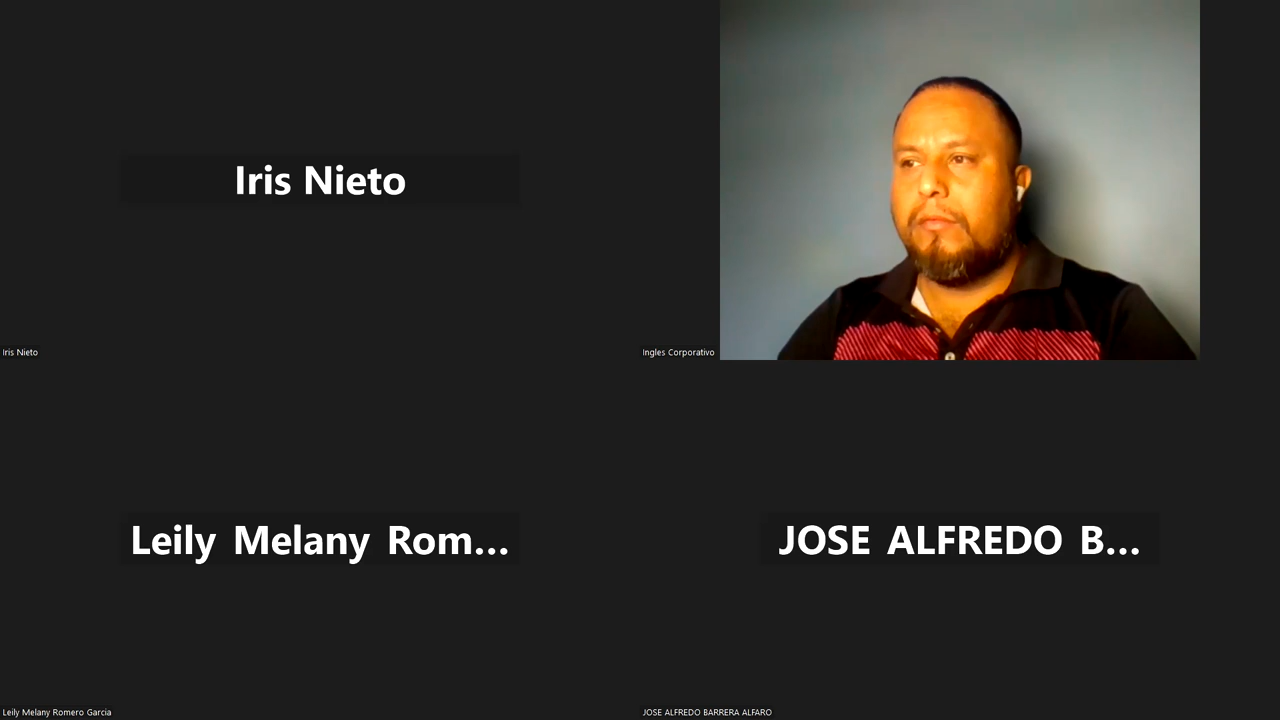 Iris Nieto
Iris Nieto
Ingles Corporativo
Leily Melany Rom...
JOSE ALFREDO B...
Leily Melany Romero Garcia
JOSE ALFREDO BARRERA ALFARO